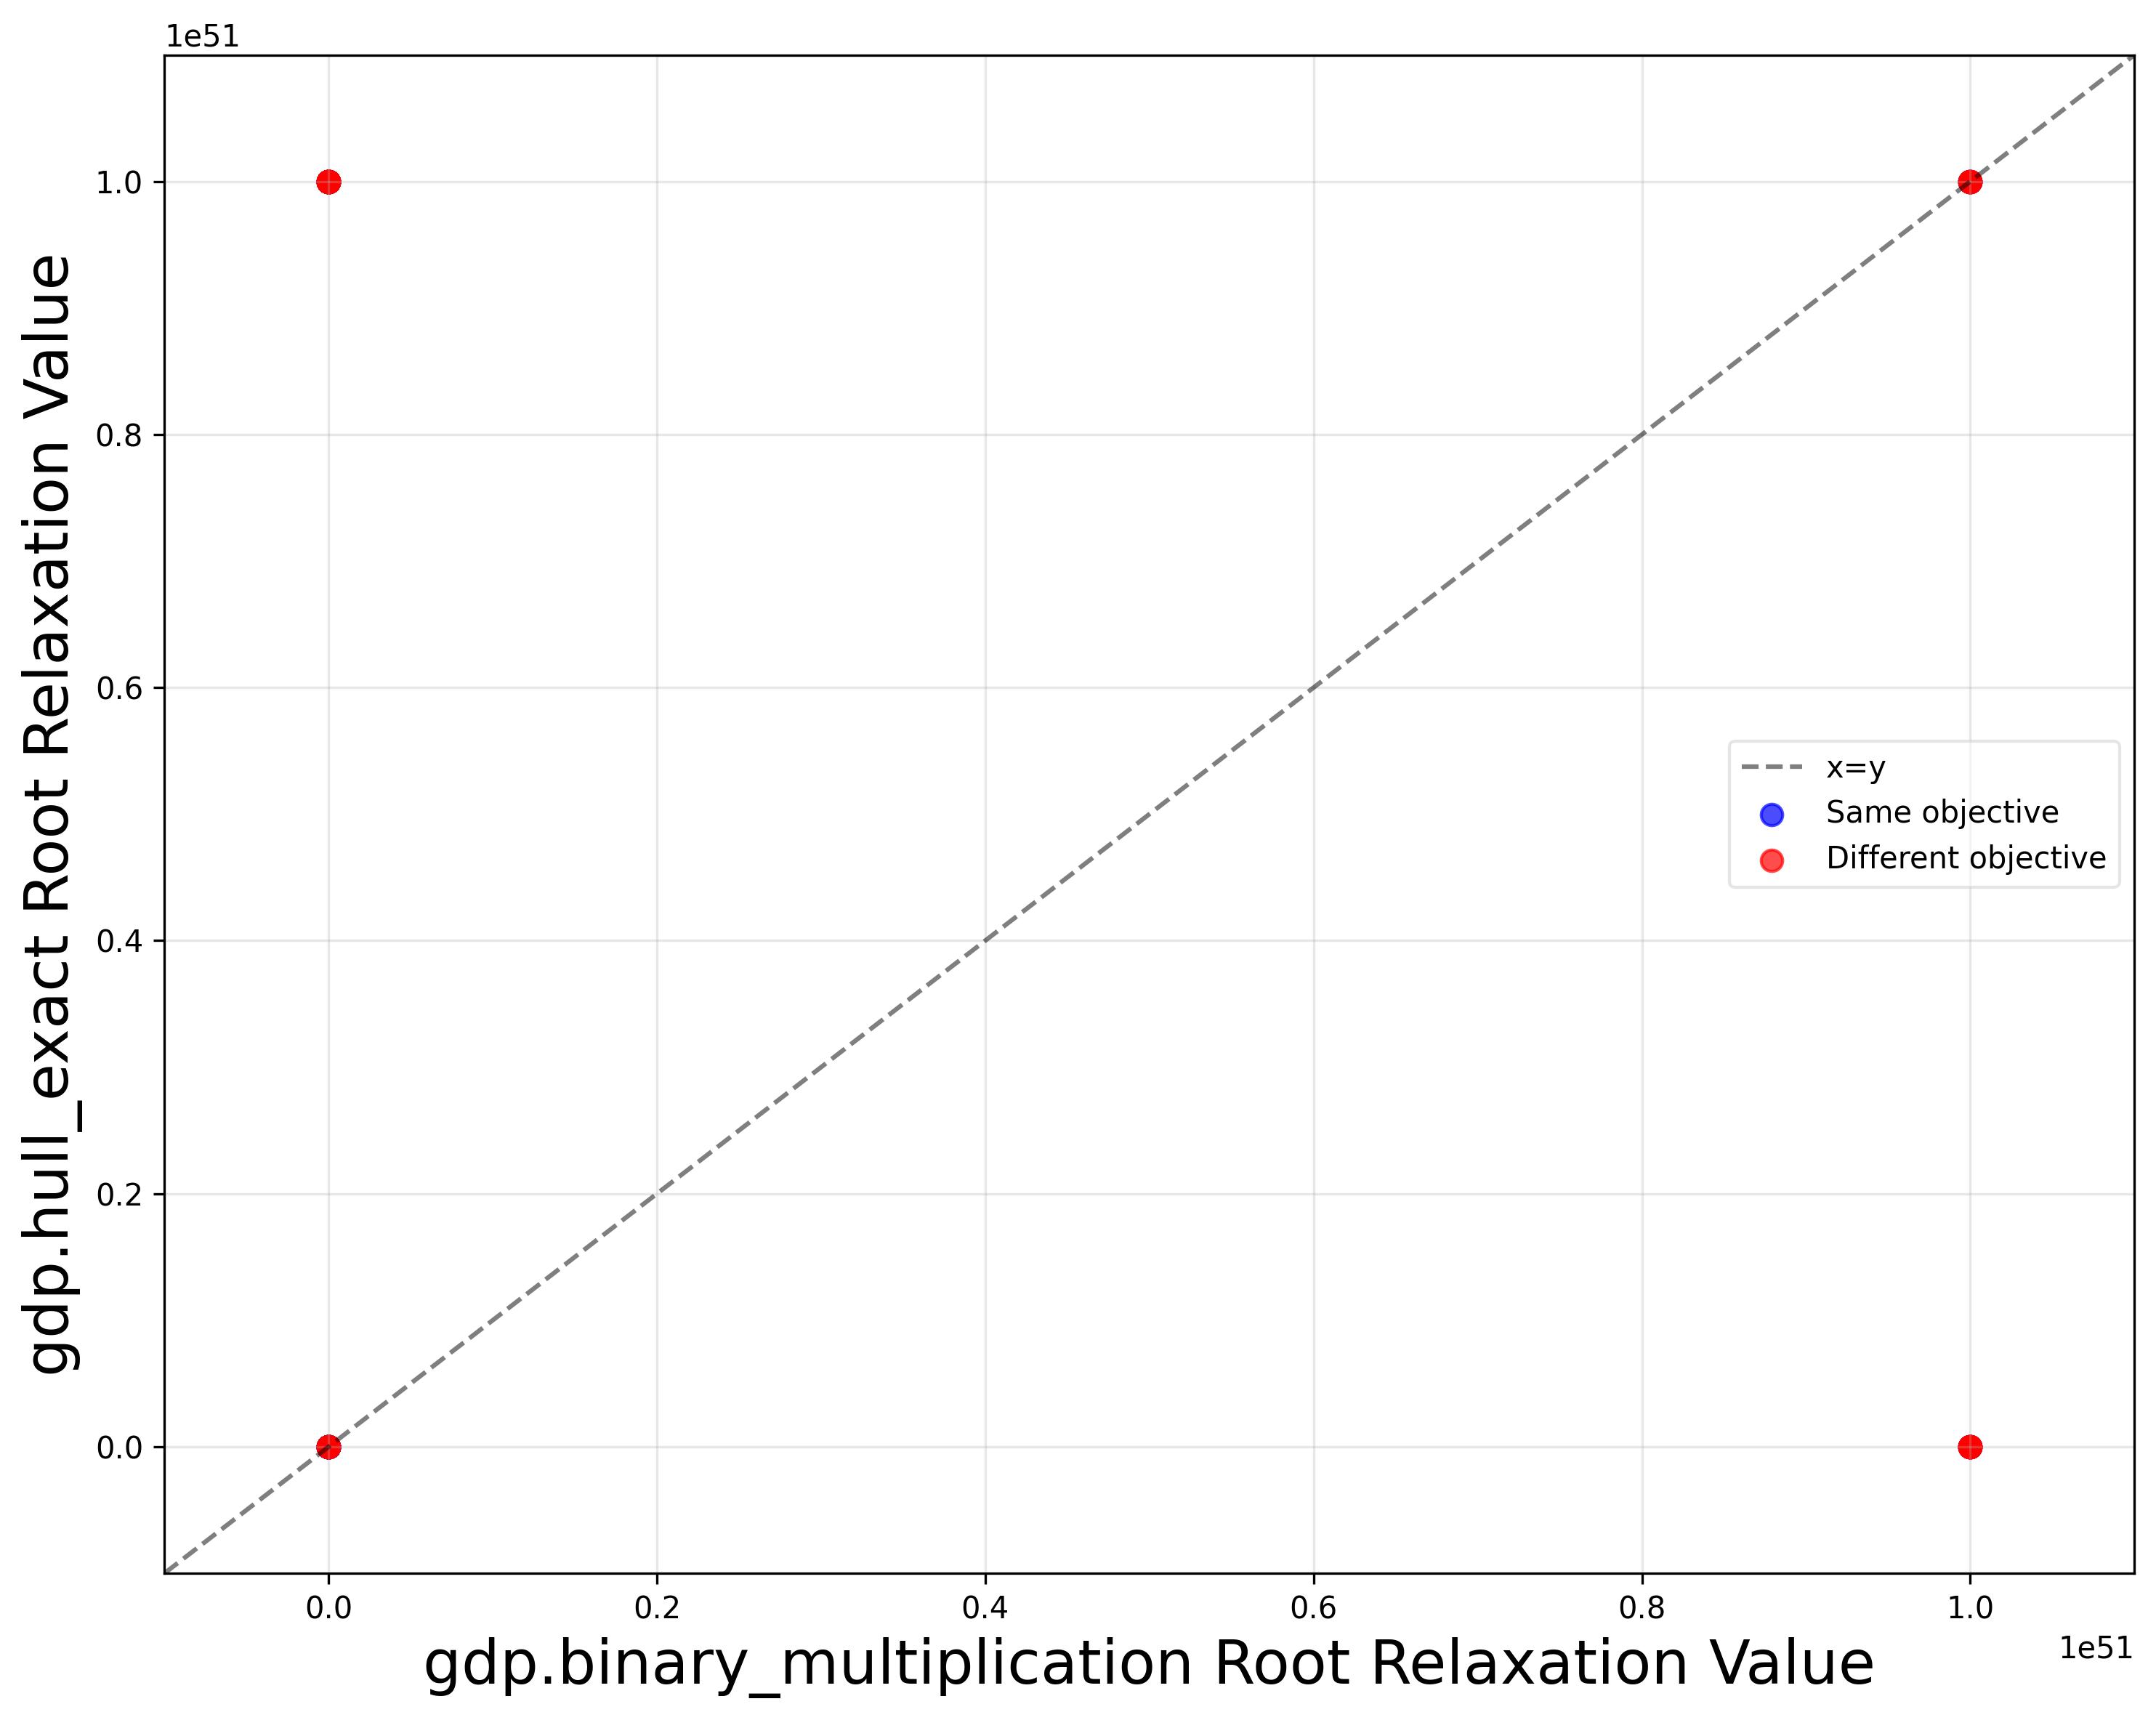 1e51
gdp.hull_exact Root Relaxation Value
1.0
0.8
0.6
0.4
0.2
0.0
x=y
Same objective
Different objective
0.0 0.2 0.4 0.6 0.8 1.0
1e51
gdp.binary_multiplication Root Relaxation Value